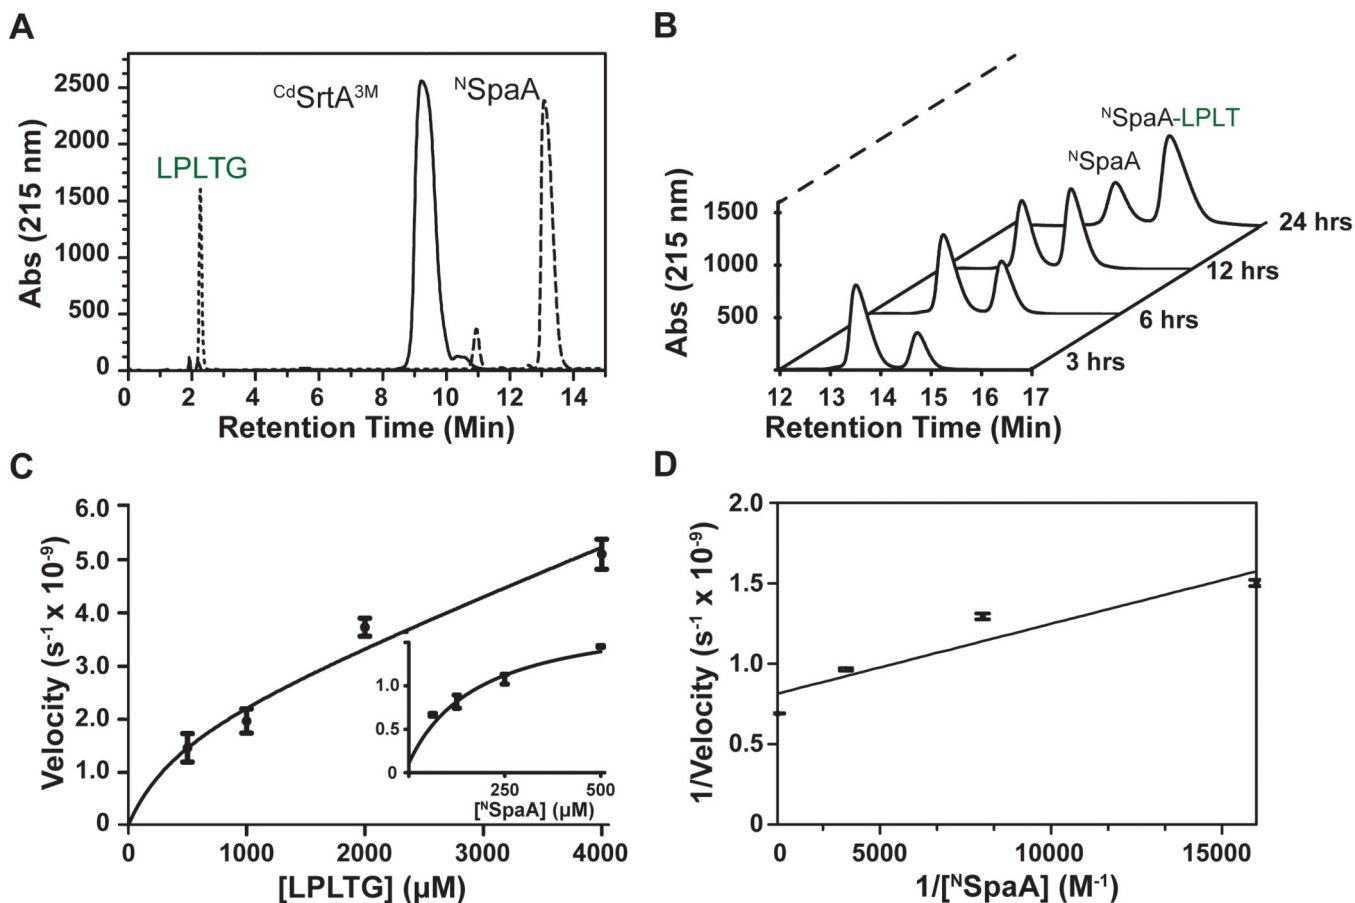 A
Abs (215 nm)
2500
2000
1500
1000
500
0
LPLTG
CdSrtA3M
NSpaA
0 2 4 6 8 10 12 14
Retention Time (Min)
B
Abs (215 nm)
1500
1000
500
NSpaA-LPLT
NSpaA
24 hrs
12 hrs
6 hrs
3 hrs
12 13 14 15 16 17
Retention Time (Min)
C
Velocity (s-1 x 10-9)
6.0
5.0
4.0
3.0
2.0
1.0
0
1.0
0.5
0
250 500
[NSpaA] (μM)
0 1000 2000 3000 4000
[LPLTG] (μM)
D
1/Velocity (s-1 x 10-9)
2.0
1.5
1.0
0.5
0
0 5000 10000 15000
1/[NSpaA] (M-1)